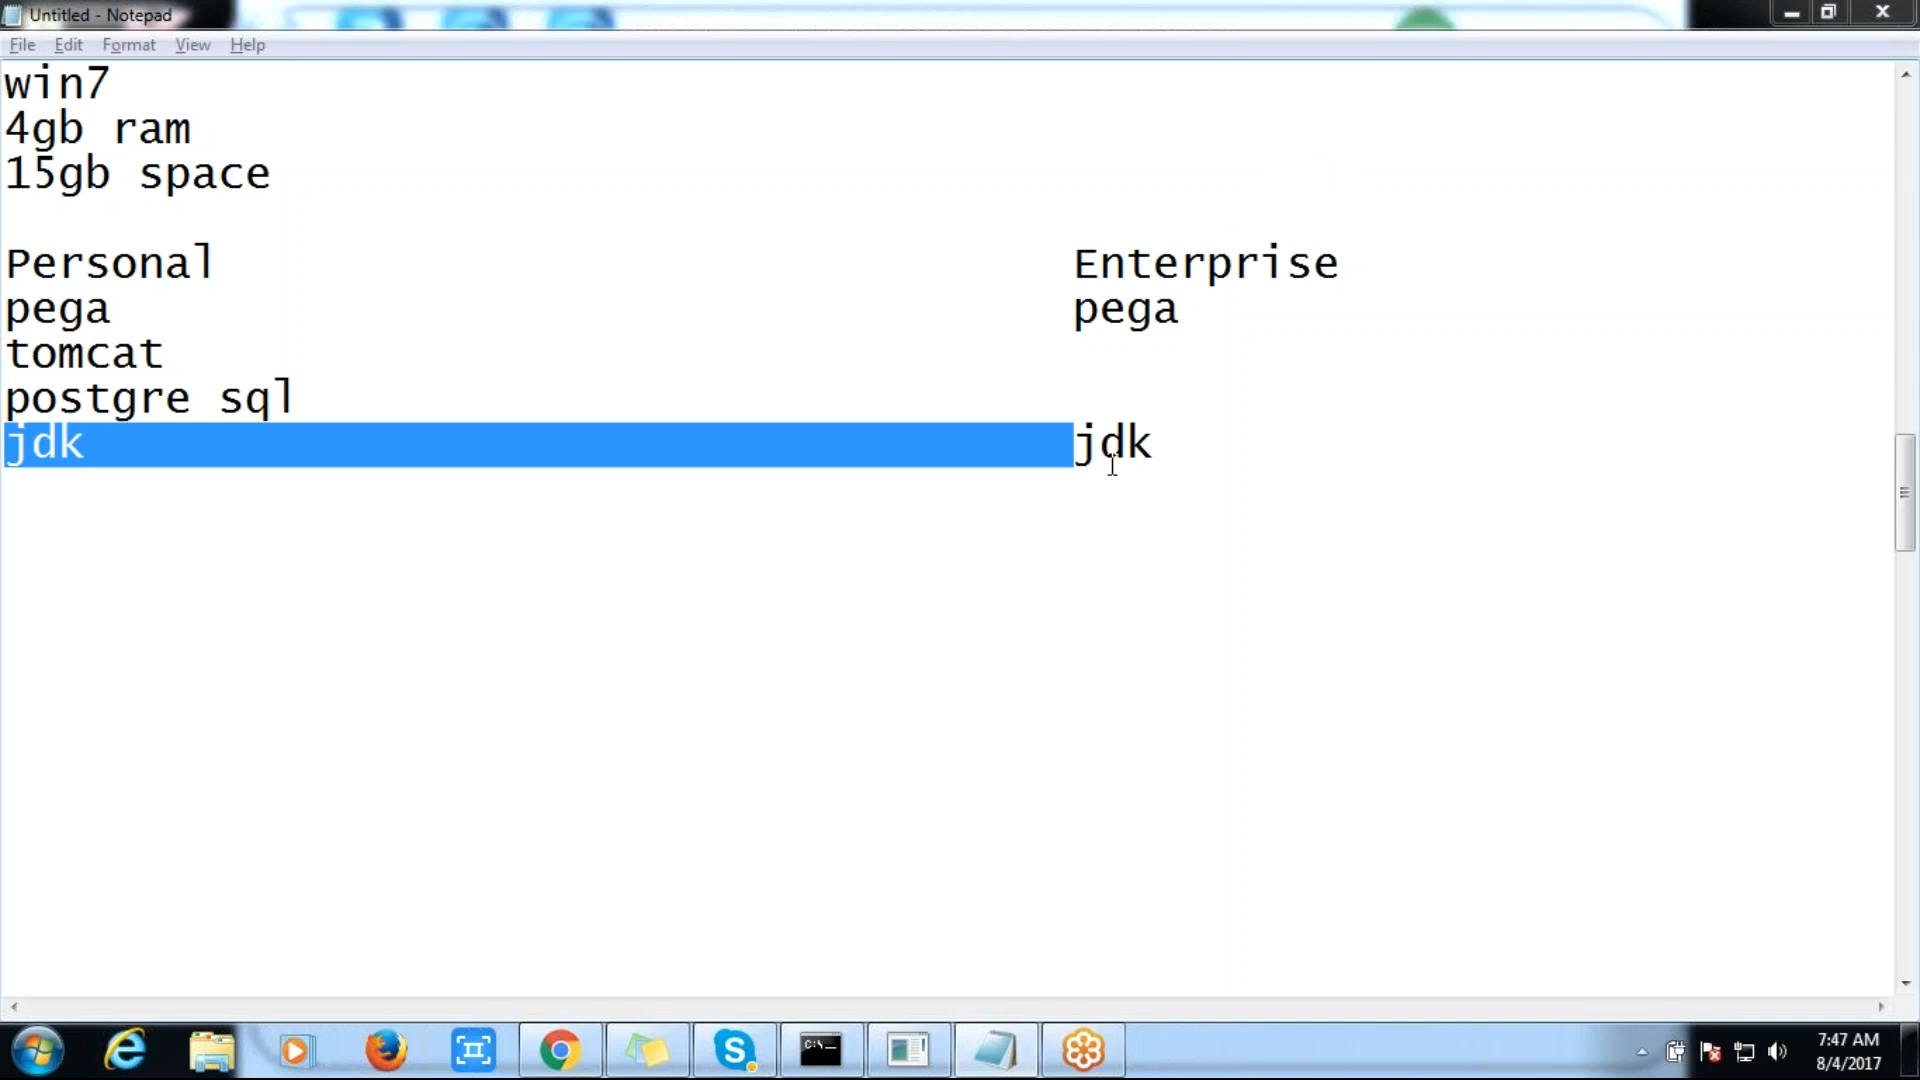 Untitled - Notepad
File Edit Format View Help
win7
4gb ram
15gb space
Personal Enterprise
pega pega
tomcat
postgre sql
jdk jdk
7:47 AM
8/4/2017